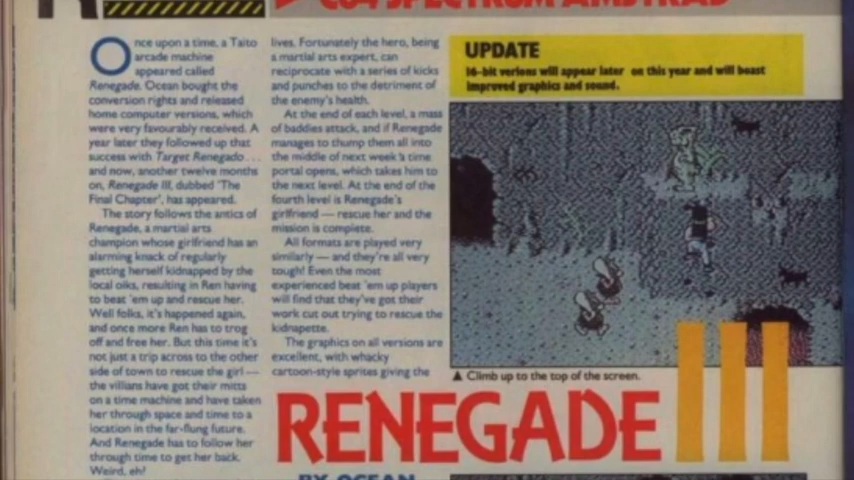 C64 SPECTRUM AMSTRAD
Once upon a time, a Taito
arcade machine
appeared called
Renegade. Ocean bought the
conversion rights and released
home computer versions, which
were very favourably received. A
year later they followed up that
success with Target Renegado . . .
and now, another twelve months
on, Renegade III, dubbed 'The
Final Chapter', has appeared.
The story follows the antics of
Renegade, a martial arts
champion whose girlfriend has an
alarming knack of regularly
getting herself kidnapped by the
local oiks, resulting in Ren having
to beat 'em up and rescue her.
Well folks, it's happened again,
and once more Ren has to trog
off and free her. But this time it's
not just a trip across to the other
side of town to rescue the girl —
the villians have got their mitts
on a time machine and have taken
her through space and time to a
location in the far-flung future.
And Renegade has to follow her
through time to get her back.
Weird, eh?
lives. Fortunately the hero, being
a martial arts expert, can
reciprocate with a series of kicks
and punches to the detriment of
the enemy's health.
At the end of each level, a mass
of baddies attack, and if Renegade
manages to thump them all into
the middle of next week a time
portal opens, which takes him to
the next level. At the end of the
fourth level is Renegade's
girlfriend — rescue her and the
mission is complete.
All formats are played very
similarly — and they're all very
tough! Even the most
experienced beat 'em up players
will find that they've got their
work cut out trying to rescue the
kidnapette.
The graphics on all versions are
excellent, with whacky
cartoon-style sprites giving the
UPDATE
16-bit verions will appear later on this year and will boast
improved graphics and sound.
▲ Climb up to the top of the screen.
RENEGADE III
BY OCEAN